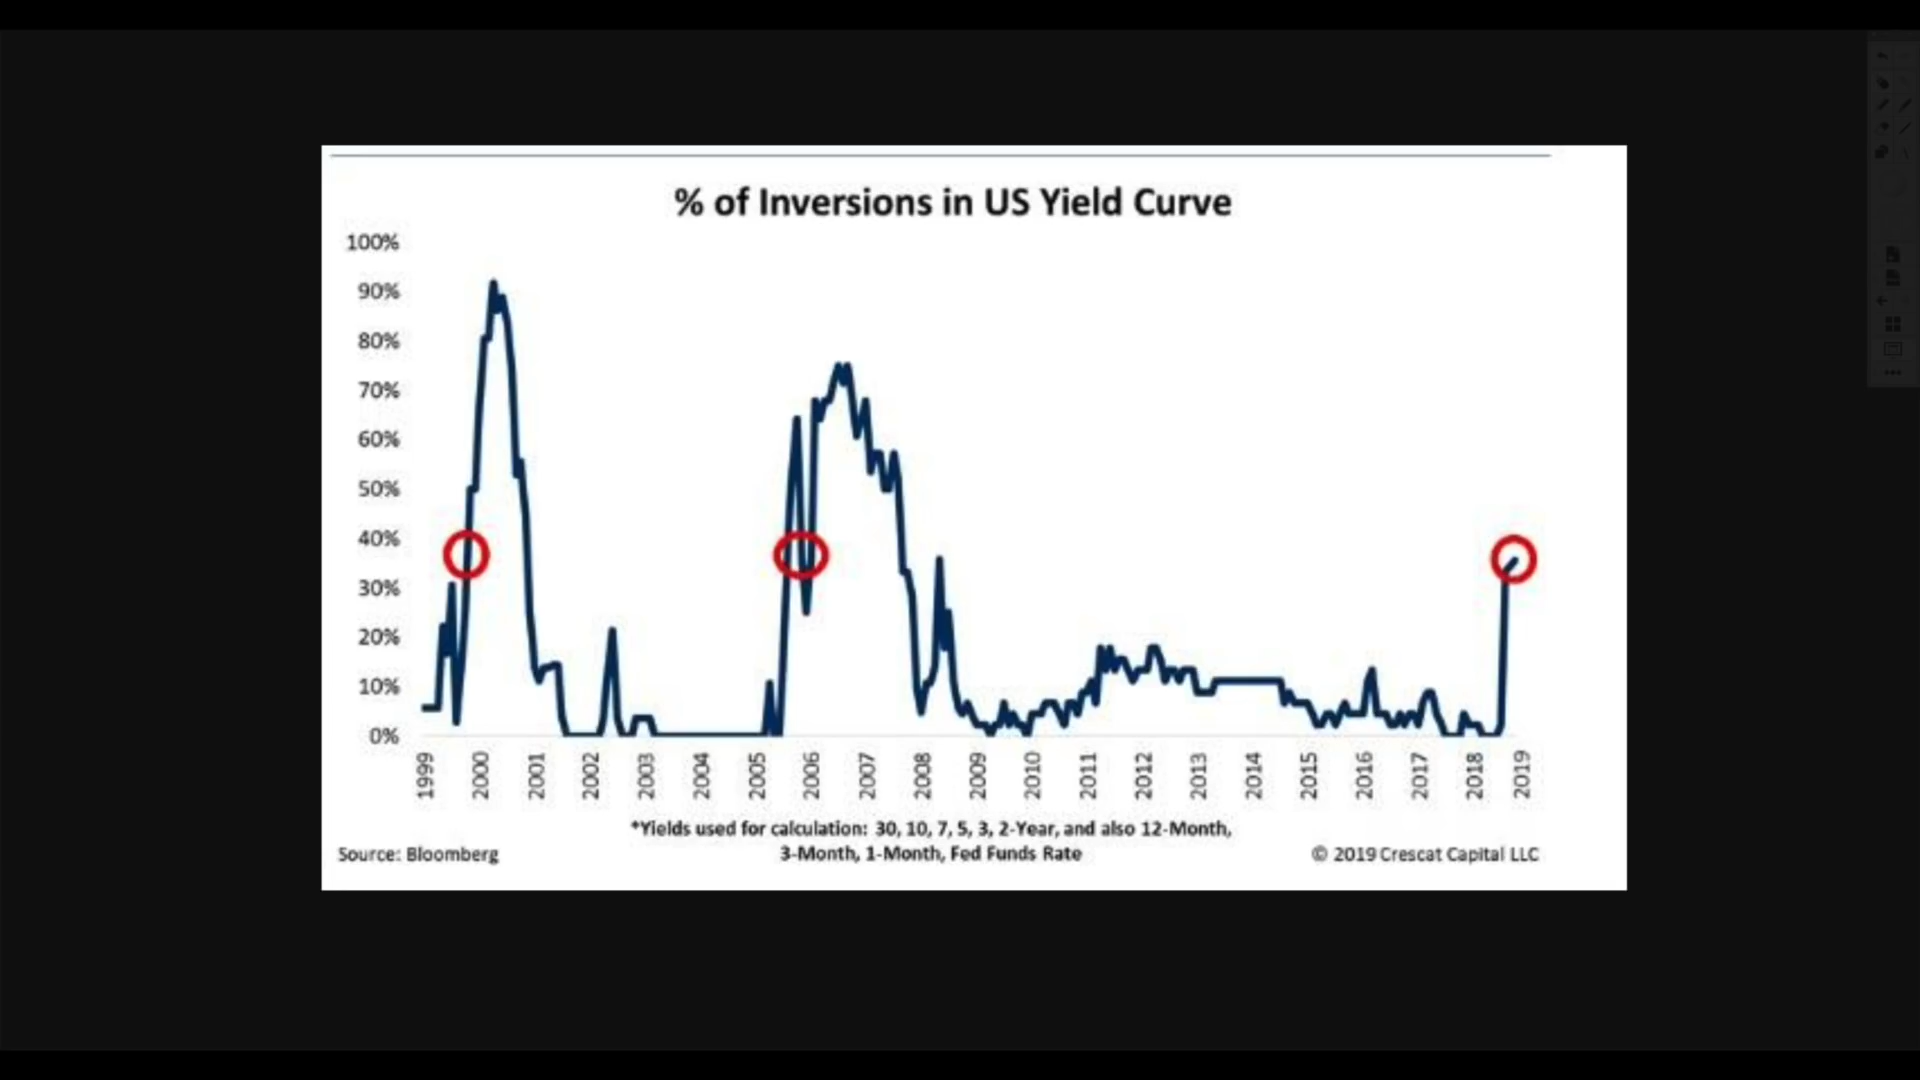 % of Inversions in US Yield Curve
100%
90%
80%
70%
60%
50%
40%
30%
20%
10%
0%
1999 2000 2001 2002 2003 2004 2005 2006 2007 2008 2009 2010 2011 2012 2013 2014 2015 2016 2017 2018 2019
*Yields used for calculation: 30, 10, 7, 5, 3, 2-Year, and also 12-Month,
3-Month, 1-Month, Fed Funds Rate
Source: Bloomberg
© 2019 Crescat Capital LLC